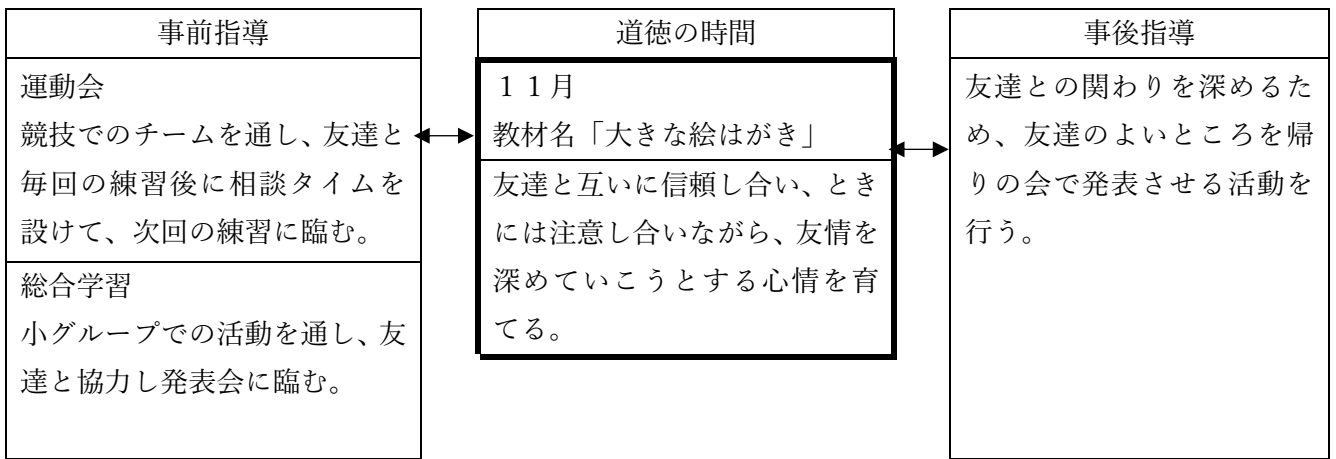 事前指導
運動会
競技でのチームを通し、友達と
毎回の練習後に相談タイムを
設けて、次回の練習に臨む。
総合学習
小グループでの活動を通し、友
達と協力し発表会に臨む。
道徳の時間
１１月
教材名「大きな絵はがき」
友達と互いに信頼し合い、とき
には注意し合いながら、友情を
深めていこうとする心情を育
てる。
事後指導
友達との関わりを深めるた
め、友達のよいところを帰
りの会で発表させる活動を
行う。